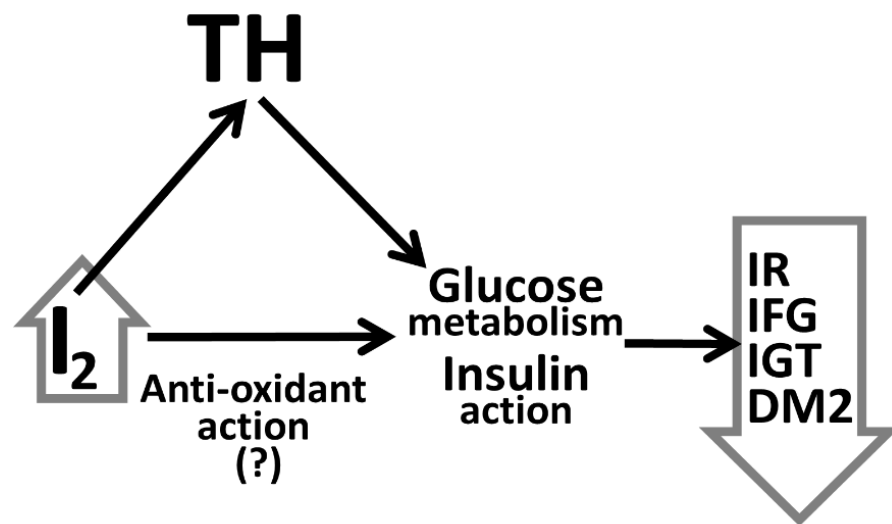 TH
I₂
Anti-oxidant
action
(?)
Glucose
metabolism
Insulin
action
IR
IFG
IGT
DM2